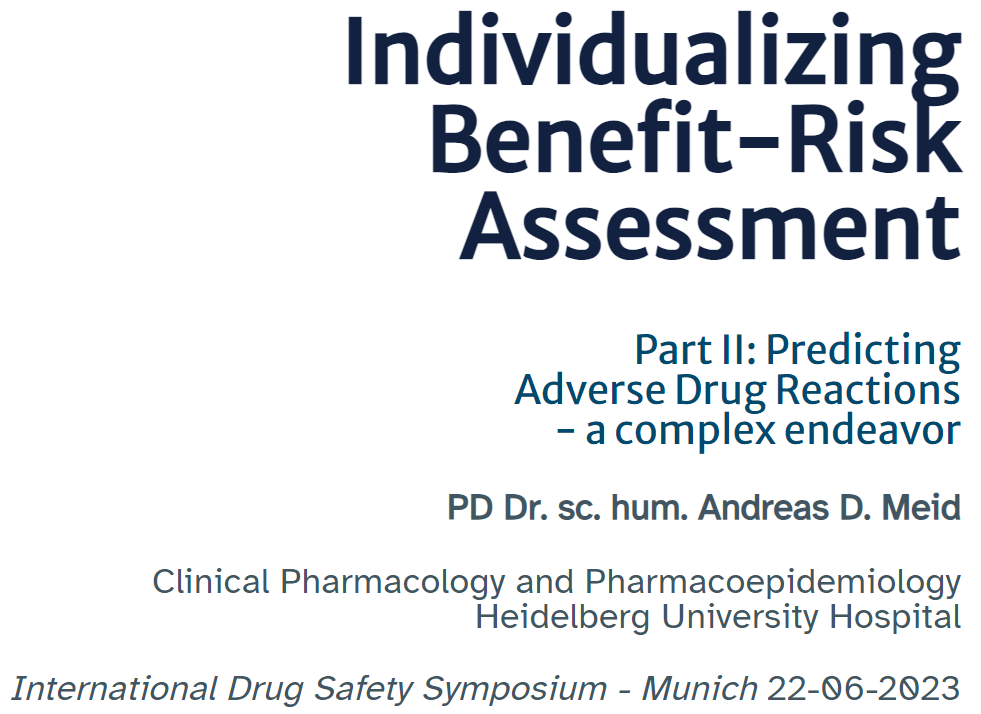 Individualizing
Benefit–Risk
Assessment
Part II: Predicting
Adverse Drug Reactions
– a complex endeavor
PD Dr. sc. hum. Andreas D. Meid
Clinical Pharmacology and Pharmacoepidemiology
Heidelberg University Hospital
International Drug Safety Symposium - Munich 22-06-2023